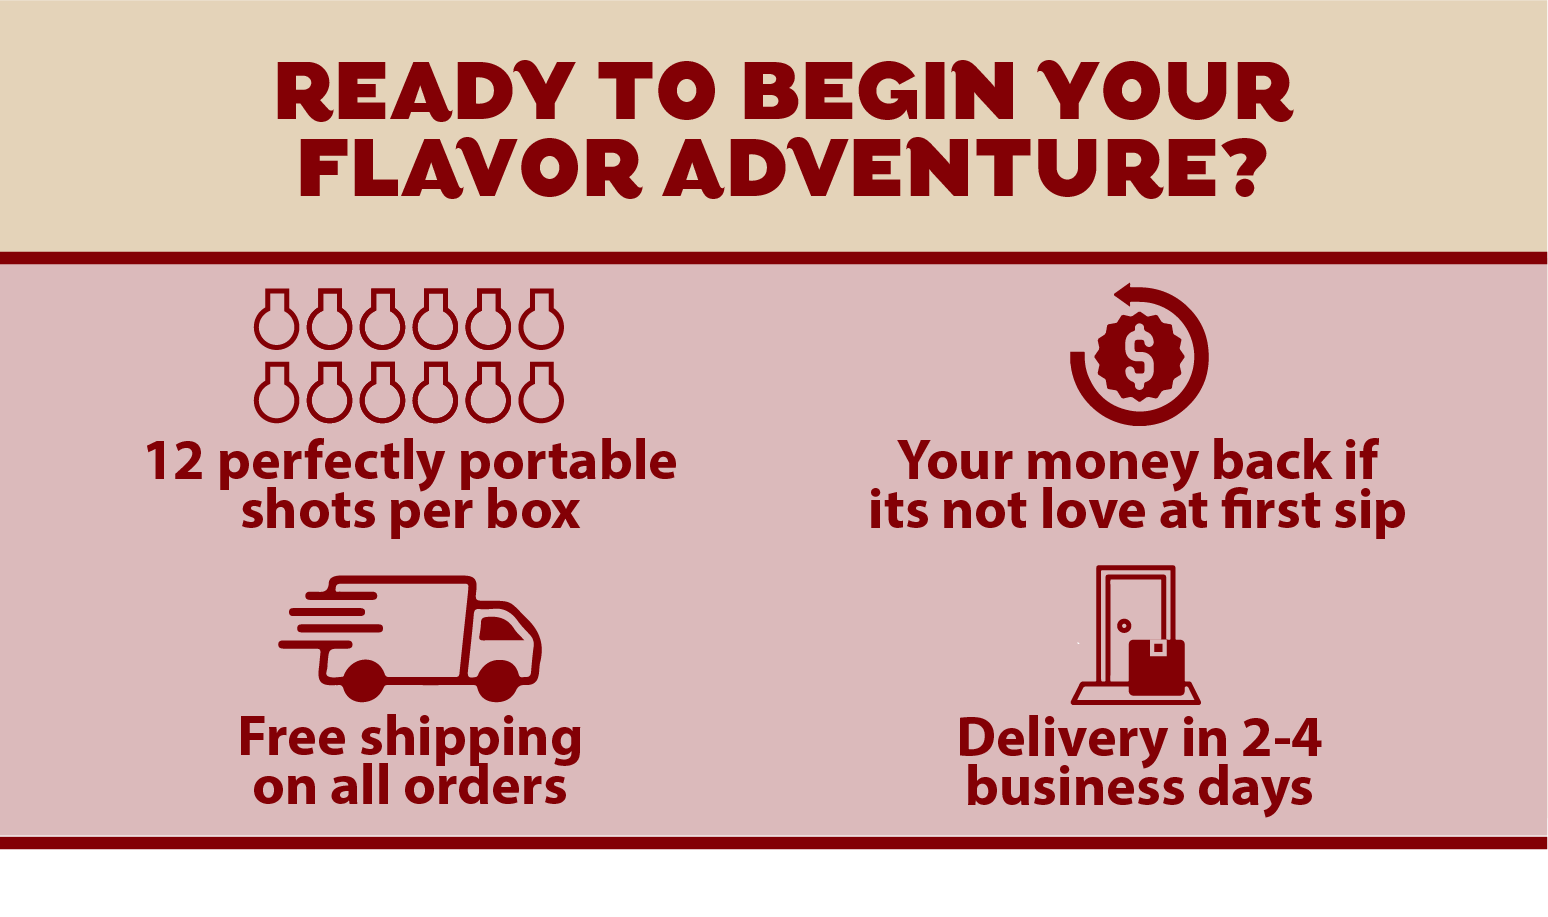 READY TO BEGIN YOUR
FLAVOR ADVENTURE?
12 perfectly portable
shots per box
Your money back if
its not love at first sip
$
Free shipping
on all orders
Delivery in 2-4
business days